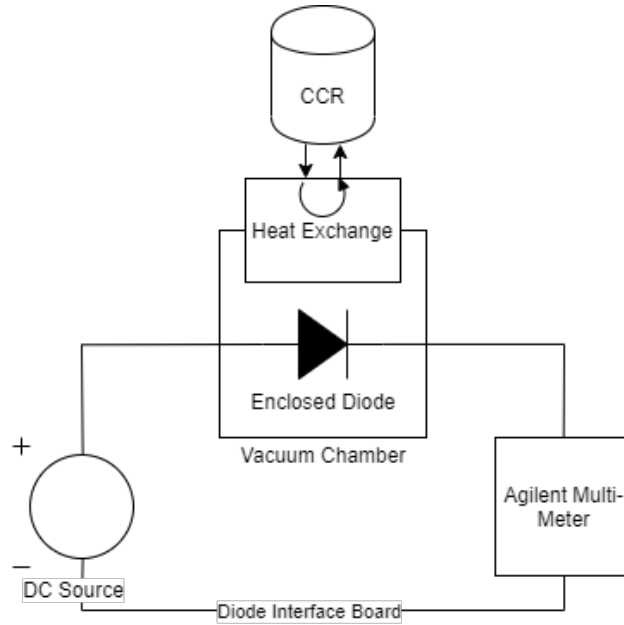 CCR
Heat Exchange
Enclosed Diode
Vacuum Chamber
+
Agilent Multi-
Meter
−
DC Source
Diode Interface Board